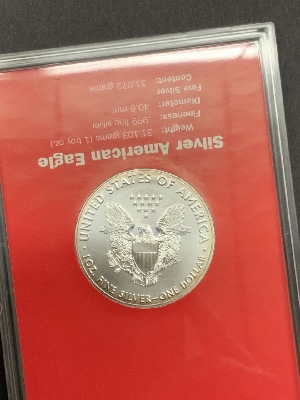 Silver American Eagle
Weight: 31.103 grams (1 troy oz.)
Fineness: .999 fine silver
Diameter: 40.6 mm
Fine Silver
Content: 31.072 grams
UNITED STATES OF AMERICA
1 OZ. FINE SILVER–ONE DOLLAR